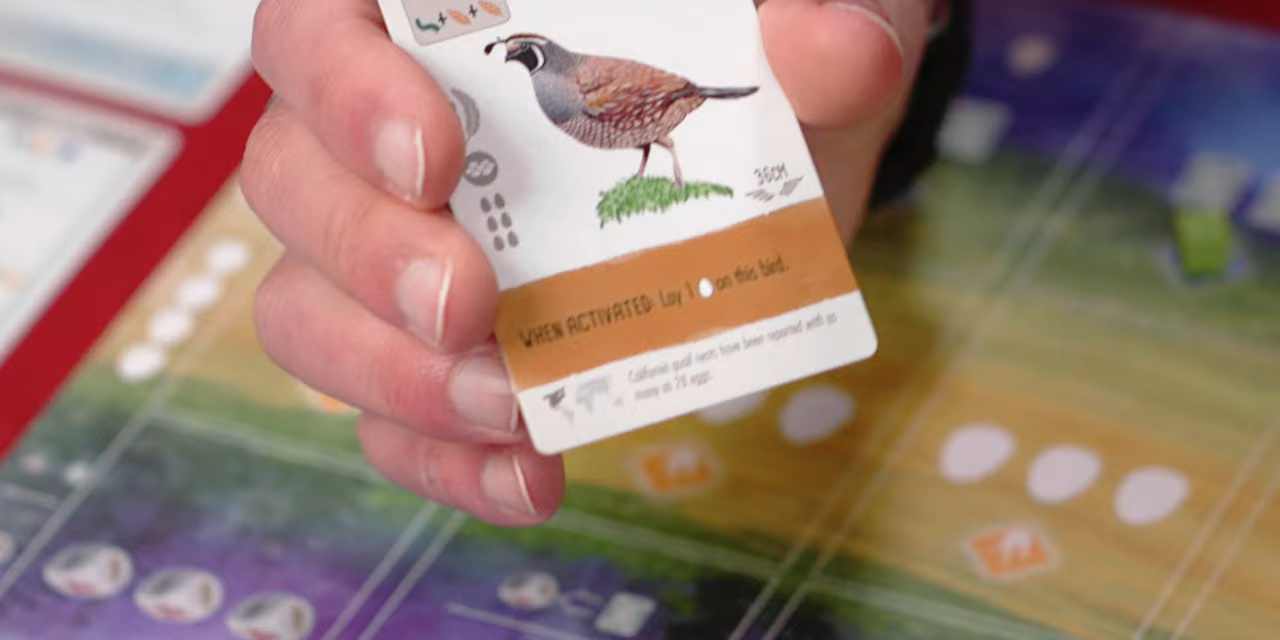 36CM
WHEN ACTIVATED: Lay 1 on this bird.
California quail nests have been reported with as
many as 28 eggs.